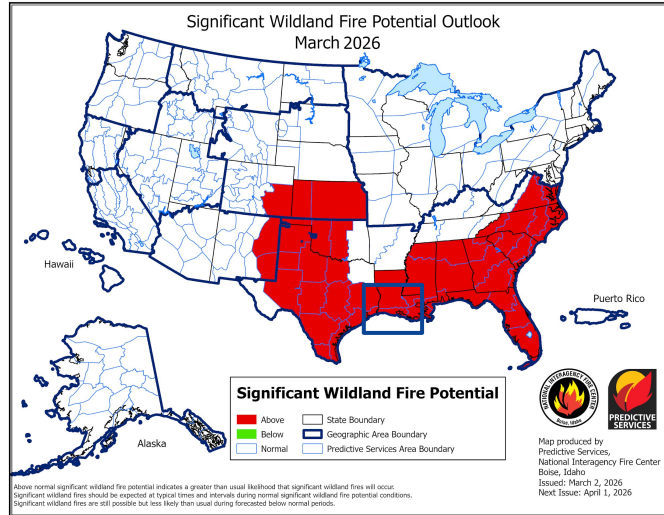 Significant Wildland Fire Potential Outlook
March 2026
Hawaii
Puerto Rico
Alaska
Significant Wildland Fire Potential
Above
State Boundary
Below
Geographic Area Boundary
Normal
Predictive Services Area Boundary
NATIONAL INTERAGENCY FIRE CENTER
Boise, Idaho
PREDICTIVE
SERVICES
Map produced by
Predictive Services,
National Interagency Fire Center
Boise, Idaho
Issued: March 2, 2026
Next Issue: April 1, 2026
Above normal significant wildland fire potential indicates a greater than usual likelihood that significant wildland fires will occur.
Significant wildland fires should be expected at typical times and intervals during normal significant wildland fire potential conditions.
Significant wildland fires are still possible but less likely than usual during forecasted below normal periods.